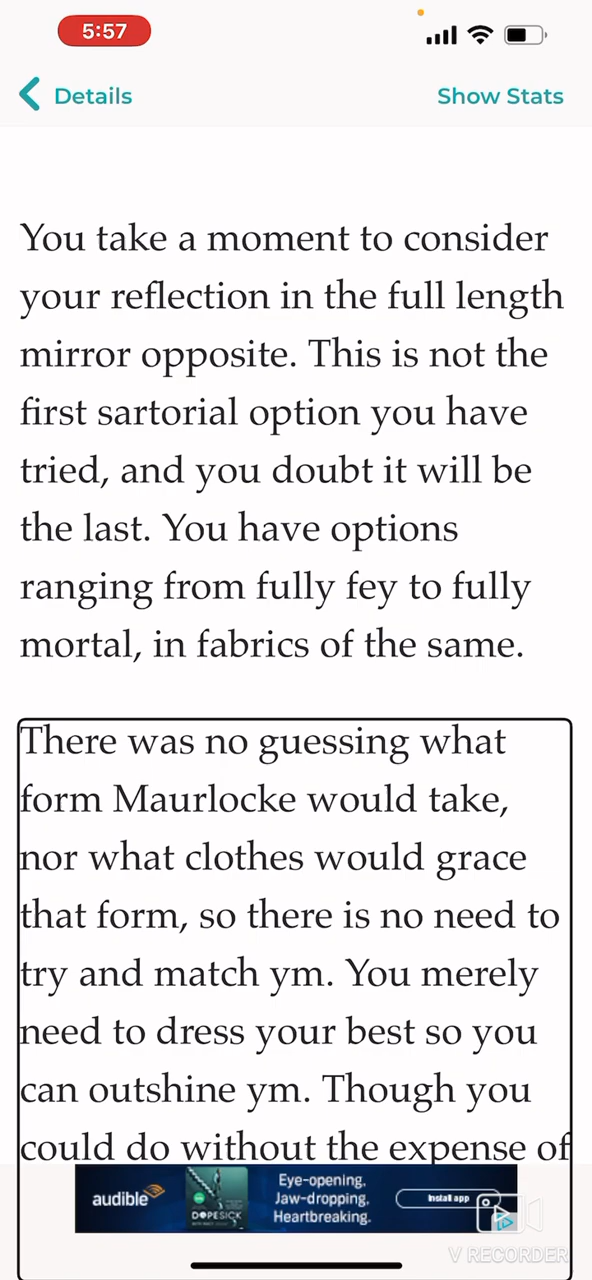 5:57
Details
Show Stats
You take a moment to consider
your reflection in the full length
mirror opposite. This is not the
first sartorial option you have
tried, and you doubt it will be
the last. You have options
ranging from fully fey to fully
mortal, in fabrics of the same.
There was no guessing what
form Maurlocke would take,
nor what clothes would grace
that form, so there is no need to
try and match ym. You merely
need to dress your best so you
can outshine ym. Though you
could do without the expense of
audible
DOPESICK
Eye-opening,
Jaw-dropping,
Heartbreaking.
Install app
V RECORDER